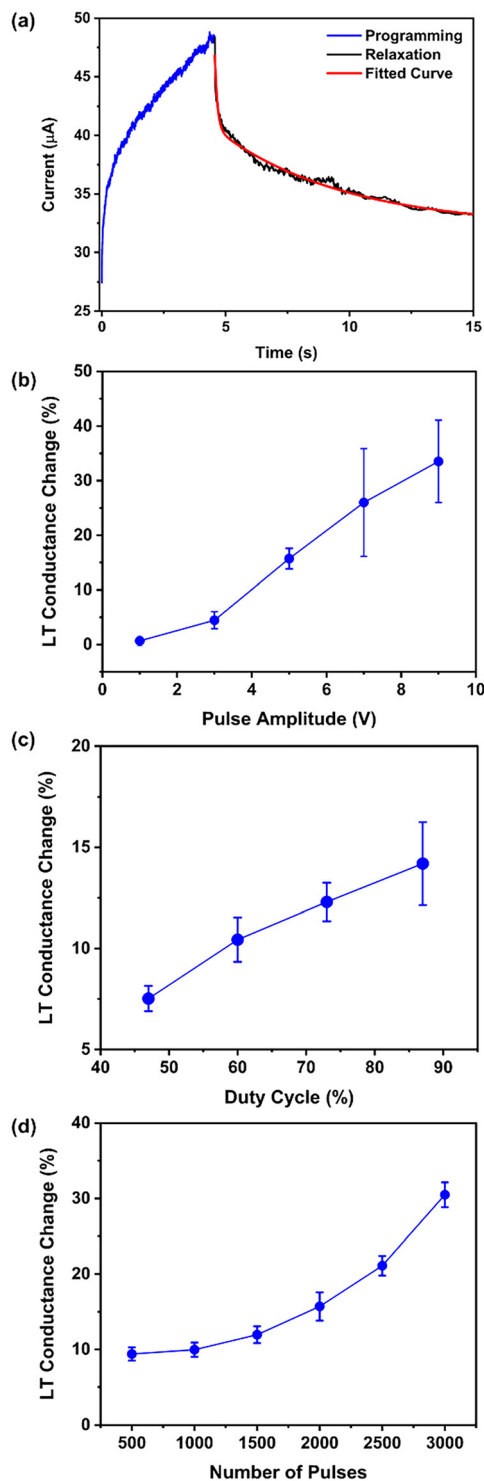 (a)
50
45
40
35
30
25
Current (μA)
Programming
Relaxation
Fitted Curve
0
5
10
15
Time (s)
(b)
50
40
30
20
10
0
LT Conductance Change (%)
0
2
4
6
8
10
Pulse Amplitude (V)
(c)
20
15
10
5
LT Conductance Change (%)
40
50
60
70
80
90
Duty Cycle (%)
(d)
40
30
20
10
0
LT Conductance Change (%)
500
1000
1500
2000
2500
3000
Number of Pulses